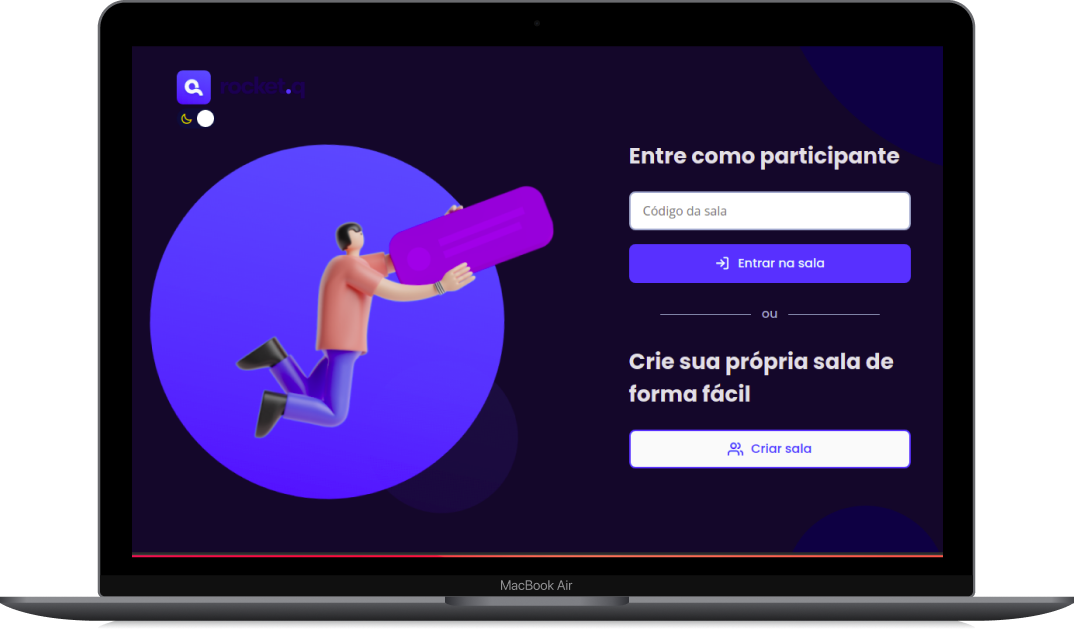 rocket.q
Entre como participante
Código da sala
Entrar na sala
ou
Crie sua própria sala de
forma fácil
Criar sala
MacBook Air